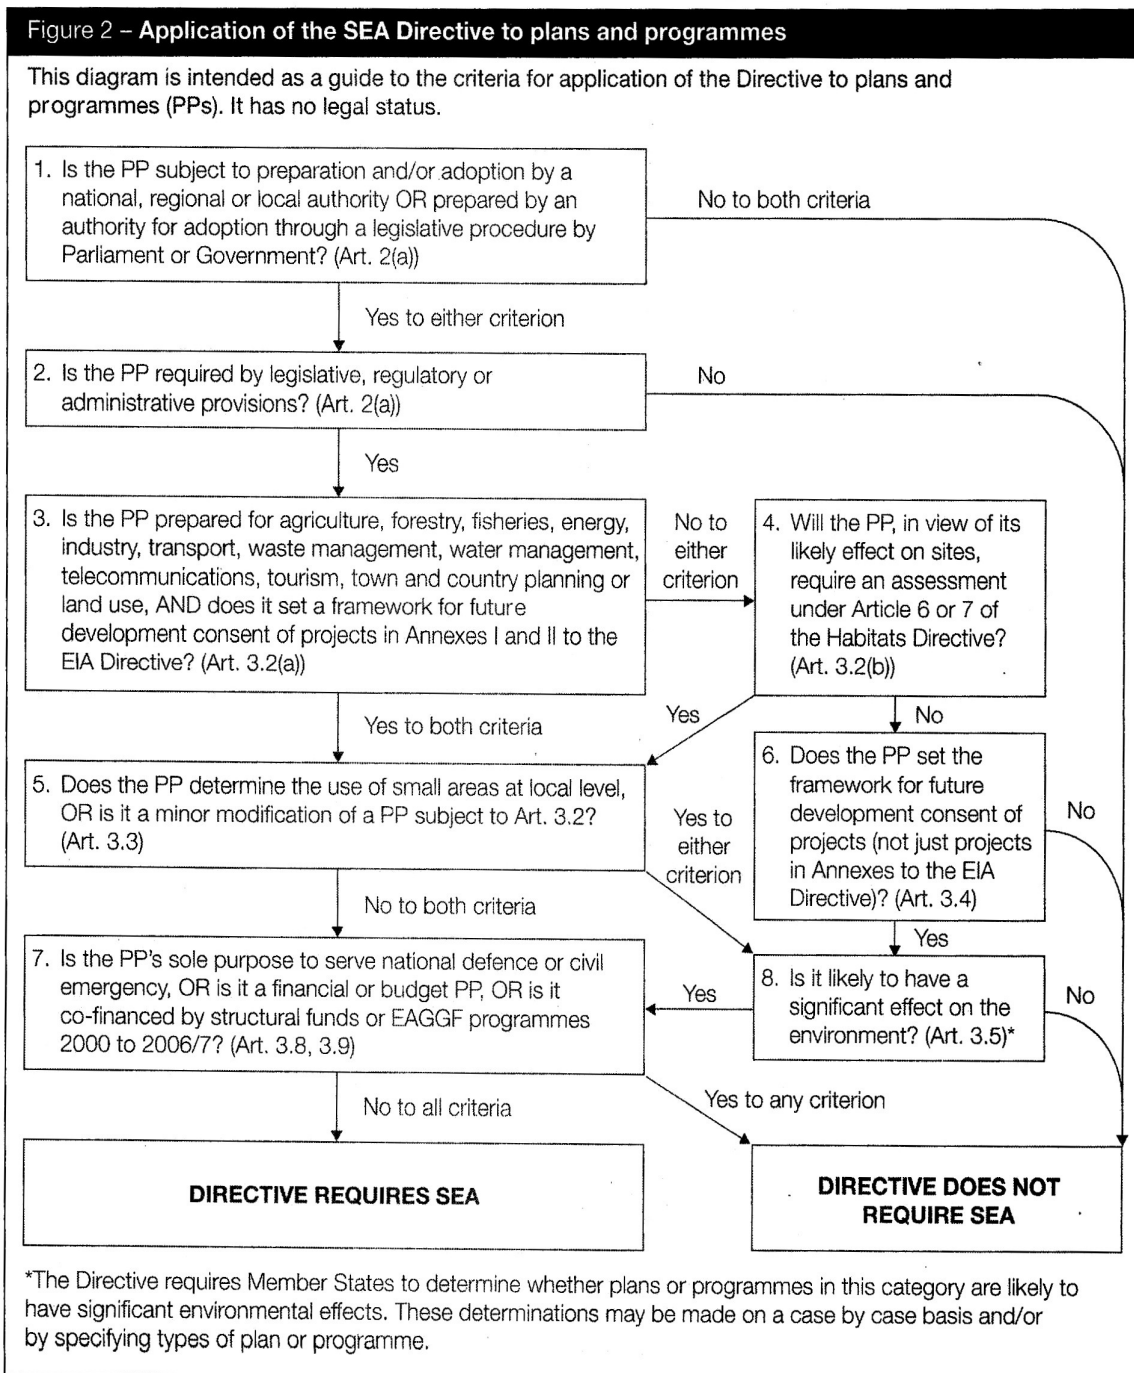 Figure 2 – Application of the SEA Directive to plans and programmes
This diagram is intended as a guide to the criteria for application of the Directive to plans and
programmes (PPs). It has no legal status.
1. Is the PP subject to preparation and/or adoption by a
national, regional or local authority OR prepared by an
authority for adoption through a legislative procedure by
Parliament or Government? (Art. 2(a))
No to both criteria
Yes to either criterion
2. Is the PP required by legislative, regulatory or
administrative provisions? (Art. 2(a))
No
Yes
3. Is the PP prepared for agriculture, forestry, fisheries, energy,
industry, transport, waste management, water management,
telecommunications, tourism, town and country planning or
land use, AND does it set a framework for future
development consent of projects in Annexes I and II to the
EIA Directive? (Art. 3.2(a))
No to
either
criterion
4. Will the PP, in view of its
likely effect on sites,
require an assessment
under Article 6 or 7 of
the Habitats Directive?
(Art. 3.2(b))
Yes to both criteria
Yes
No
5. Does the PP determine the use of small areas at local level,
OR is it a minor modification of a PP subject to Art. 3.2?
(Art. 3.3)
Yes to
either
criterion
6. Does the PP set the
framework for future
development consent of
projects (not just projects
in Annexes to the EIA
Directive)? (Art. 3.4)
No
No to both criteria
Yes
7. Is the PP's sole purpose to serve national defence or civil
emergency, OR is it a financial or budget PP, OR is it
co-financed by structural funds or EAGGF programmes
2000 to 2006/7? (Art. 3.8, 3.9)
Yes
8. Is it likely to have a
significant effect on the
environment? (Art. 3.5)*
No
No to all criteria
Yes to any criterion
DIRECTIVE REQUIRES SEA
DIRECTIVE DOES NOT
REQUIRE SEA
*The Directive requires Member States to determine whether plans or programmes in this category are likely to
have significant environmental effects. These determinations may be made on a case by case basis and/or
by specifying types of plan or programme.